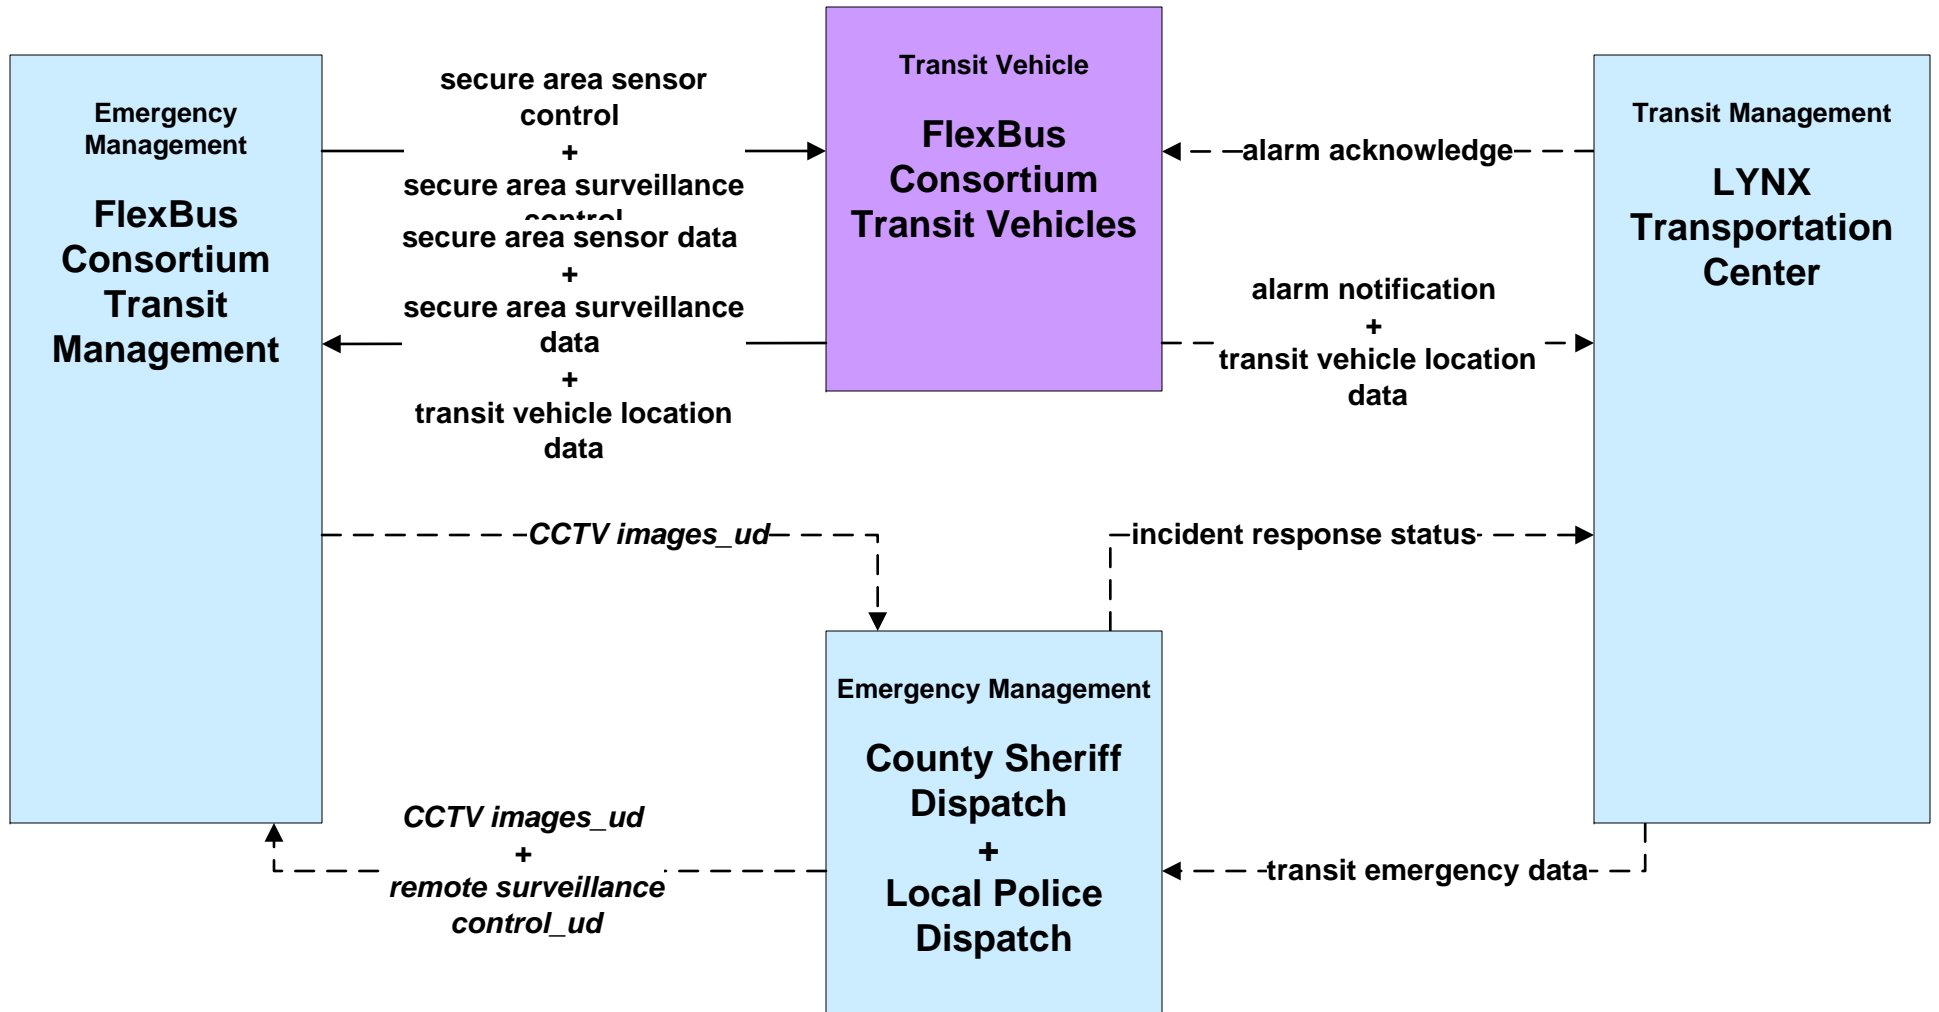 Emergency
Management
FlexBus
Consortium
Transit
Management
secure area sensor
control
+
secure area surveillance
control
secure area sensor data
+
secure area surveillance
data
+
transit vehicle location
data
Transit Vehicle
FlexBus
Consortium
Transit Vehicles
alarm acknowledge
alarm notification
+
transit vehicle location
data
Transit Management
LYNX
Transportation
Center
CCTV images_ud
incident response status
Emergency Management
County Sheriff
Dispatch
+
Local Police
Dispatch
CCTV images_ud
+
remote surveillance
control_ud
transit emergency data